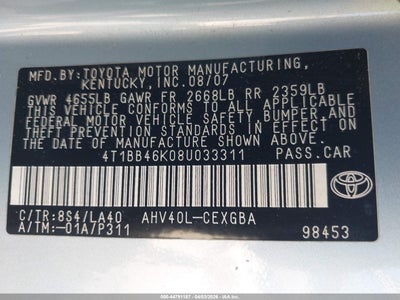 MFD.BY:TOYOTA MOTOR MANUFACTURING,
KENTUCKY, INC.08/07
GVWR 4655LB GAWR FR 2668LB RR 2359LB
THIS VEHICLE CONFORMS TO ALL APPLICABLE
FEDERAL MOTOR VEHICLE SAFETY, BUMPER,
AND THEFT PREVENTION STANDARDS IN EFFECT
ON THE DATE OF MANUFACTURE SHOWN ABOVE.
4T1BB46K08U033311 PASS.CAR
TOYOTA
C/TR:8S4/LA40 AHV40L-CEXGBA
A/TM:-01A/P311 98453